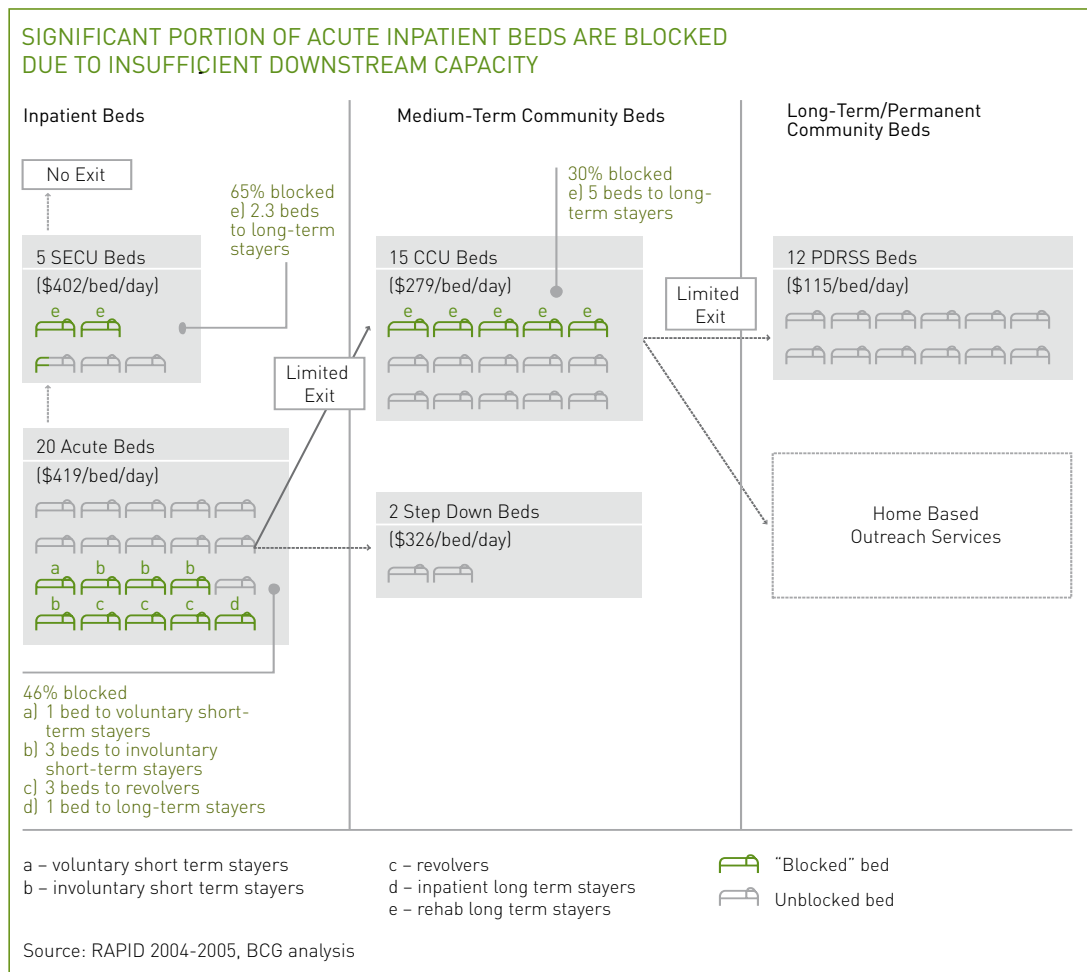 SIGNIFICANT PORTION OF ACUTE INPATIENT BEDS ARE BLOCKED
DUE TO INSUFFICIENT DOWNSTREAM CAPACITY
Inpatient Beds
No Exit
65% blocked
e) 2.3 beds
to long-term
stayers
5 SECU Beds
($402/bed/day)
e e
20 Acute Beds
($419/bed/day)
a b b b
b c c c d
46% blocked
a) 1 bed to voluntary short-
term stayers
b) 3 beds to involuntary
short-term stayers
c) 3 beds to revolvers
d) 1 bed to long-term stayers
Limited
Exit
Medium-Term Community Beds
30% blocked
e) 5 beds to long-
term stayers
15 CCU Beds
($279/bed/day)
e e e e e
2 Step Down Beds
($326/bed/day)
Limited
Exit
Long-Term/Permanent
Community Beds
12 PDRSS Beds
($115/bed/day)
Home Based
Outreach Services
a – voluntary short term stayers
b – involuntary short term stayers
c – revolvers
d – inpatient long term stayers
e – rehab long term stayers
“Blocked” bed
Unblocked bed
Source: RAPID 2004-2005, BCG analysis